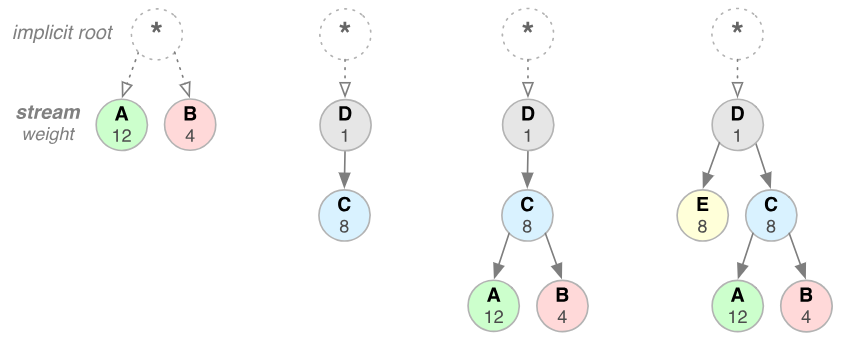 * * * *
implicit root
A B D D D
stream
12 4 1 1 1
weight
C C E C
8 8 8 8
A B A B
12 4 12 4